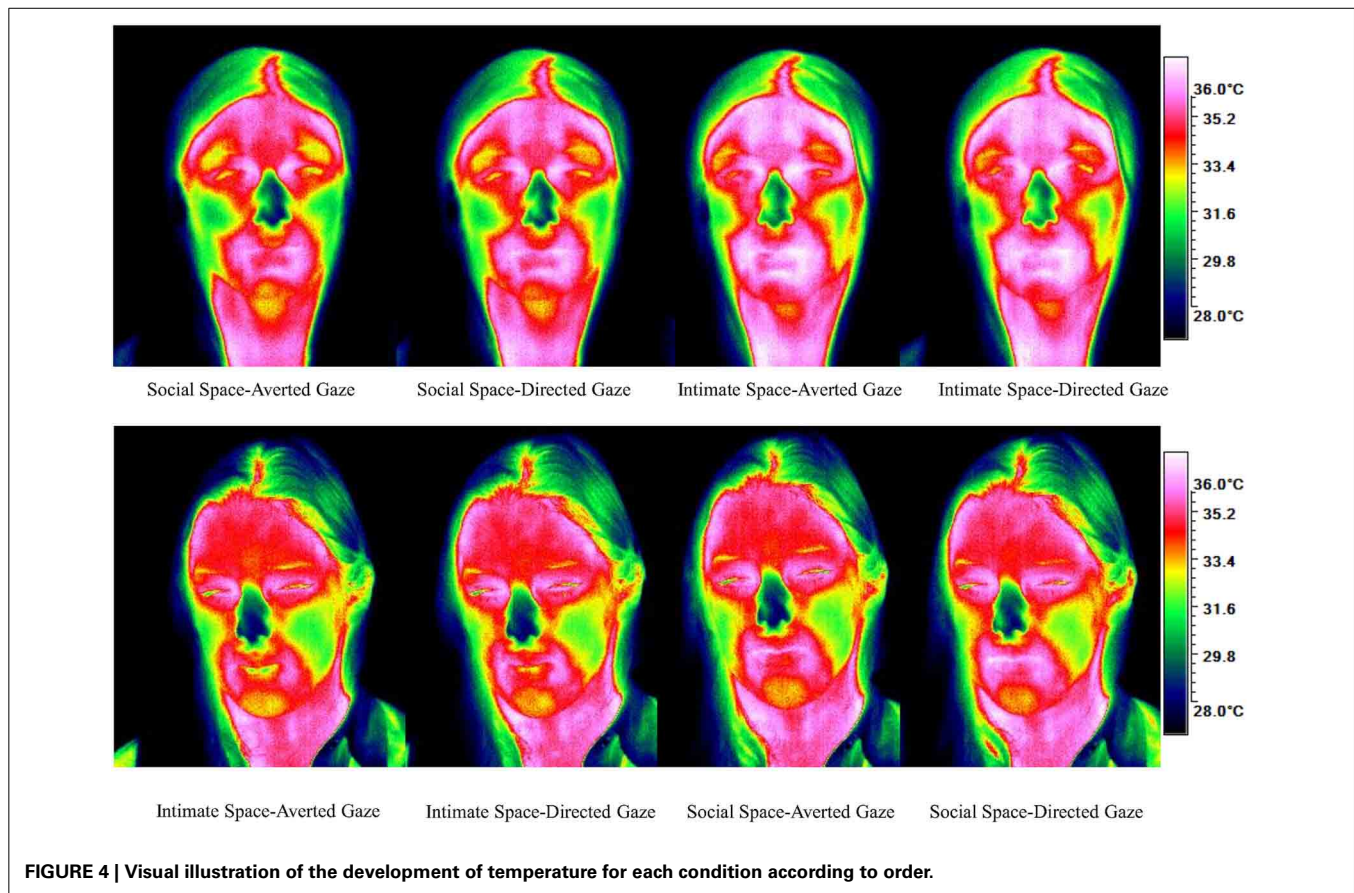 36.0°C
35.2
33.4
31.6
29.8
28.0°C
Social Space-Averted Gaze Social Space-Directed Gaze Intimate Space-Averted Gaze Intimate Space-Directed Gaze
36.0°C
35.2
33.4
31.6
29.8
28.0°C
Intimate Space-Averted Gaze Intimate Space-Directed Gaze Social Space-Averted Gaze Social Space-Directed Gaze
FIGURE 4 | Visual illustration of the development of temperature for each condition according to order.